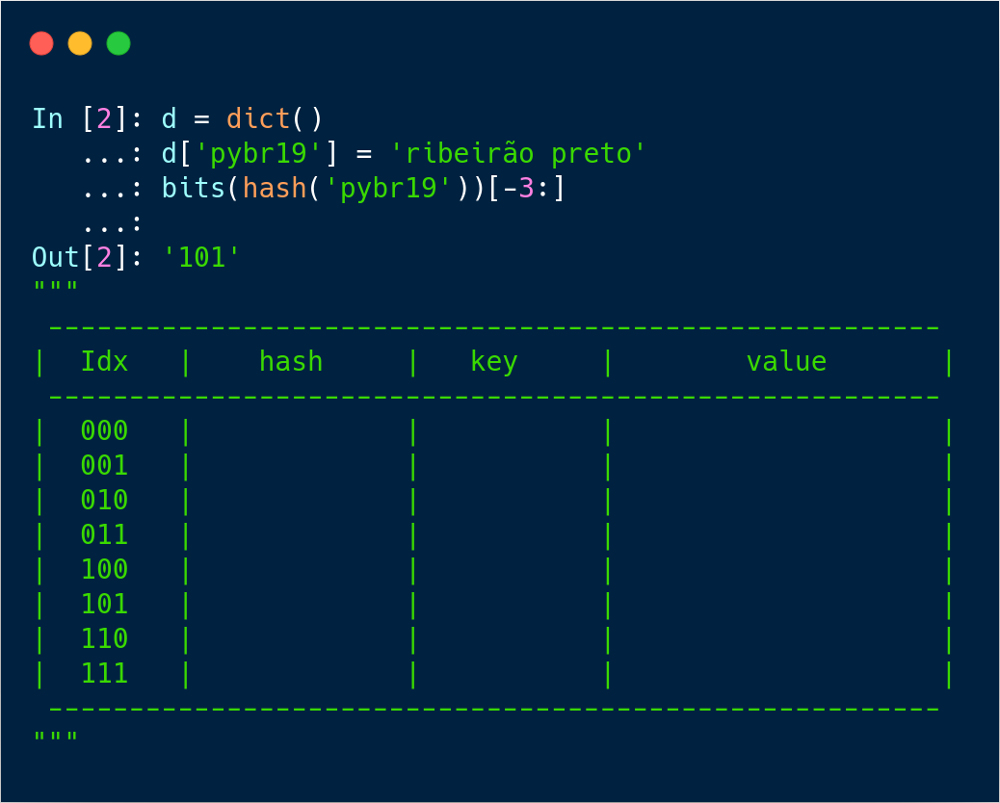 In [2]: d = dict()
   ...: d['pybr19'] = 'ribeirão preto'
   ...: bits(hash('pybr19'))[-3:]
   ...:
Out[2]: '101'
"""
 -------------------------------------------------------
|  Idx   |    hash     |   key     |        value       |
 -------------------------------------------------------
|  000   |             |           |                    |
|  001   |             |           |                    |
|  010   |             |           |                    |
|  011   |             |           |                    |
|  100   |             |           |                    |
|  101   |             |           |                    |
|  110   |             |           |                    |
|  111   |             |           |                    |
 -------------------------------------------------------
"""